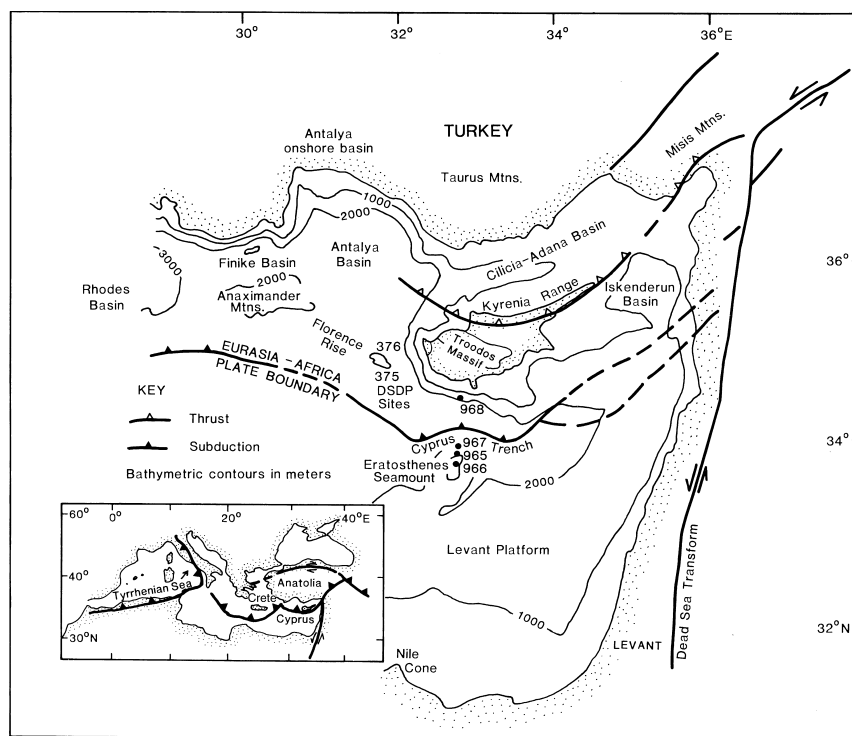 30°
32°
34°
36°E
TURKEY
Antalya
onshore basin
Taurus Mtns.
Misis Mtns.
1000
2000
3000
Antalya
Basin
Cilicia-Adana Basin
36°
Finike Basin
2000
Anaximander
Mtns.
Rhodes
Basin
Kyrenia Range
Iskenderun
Basin
Florence
Rise
376
Troodos
Massif
EURASIA-AFRICA
PLATE BOUNDARY
375
DSDP
Sites
KEY
Thrust
Subduction
Bathymetric contours in meters
968
Cyprus Trench
967
965
966
Eratosthenes
Seamount
34°
2000
Levant Platform
Dead Sea Transform
1000
32°
LEVANT
Nile
Cone
60°
0°
20°
40°E
40°
30°N
Tyrrhenian Sea
Anatolia
Crete
Cyprus